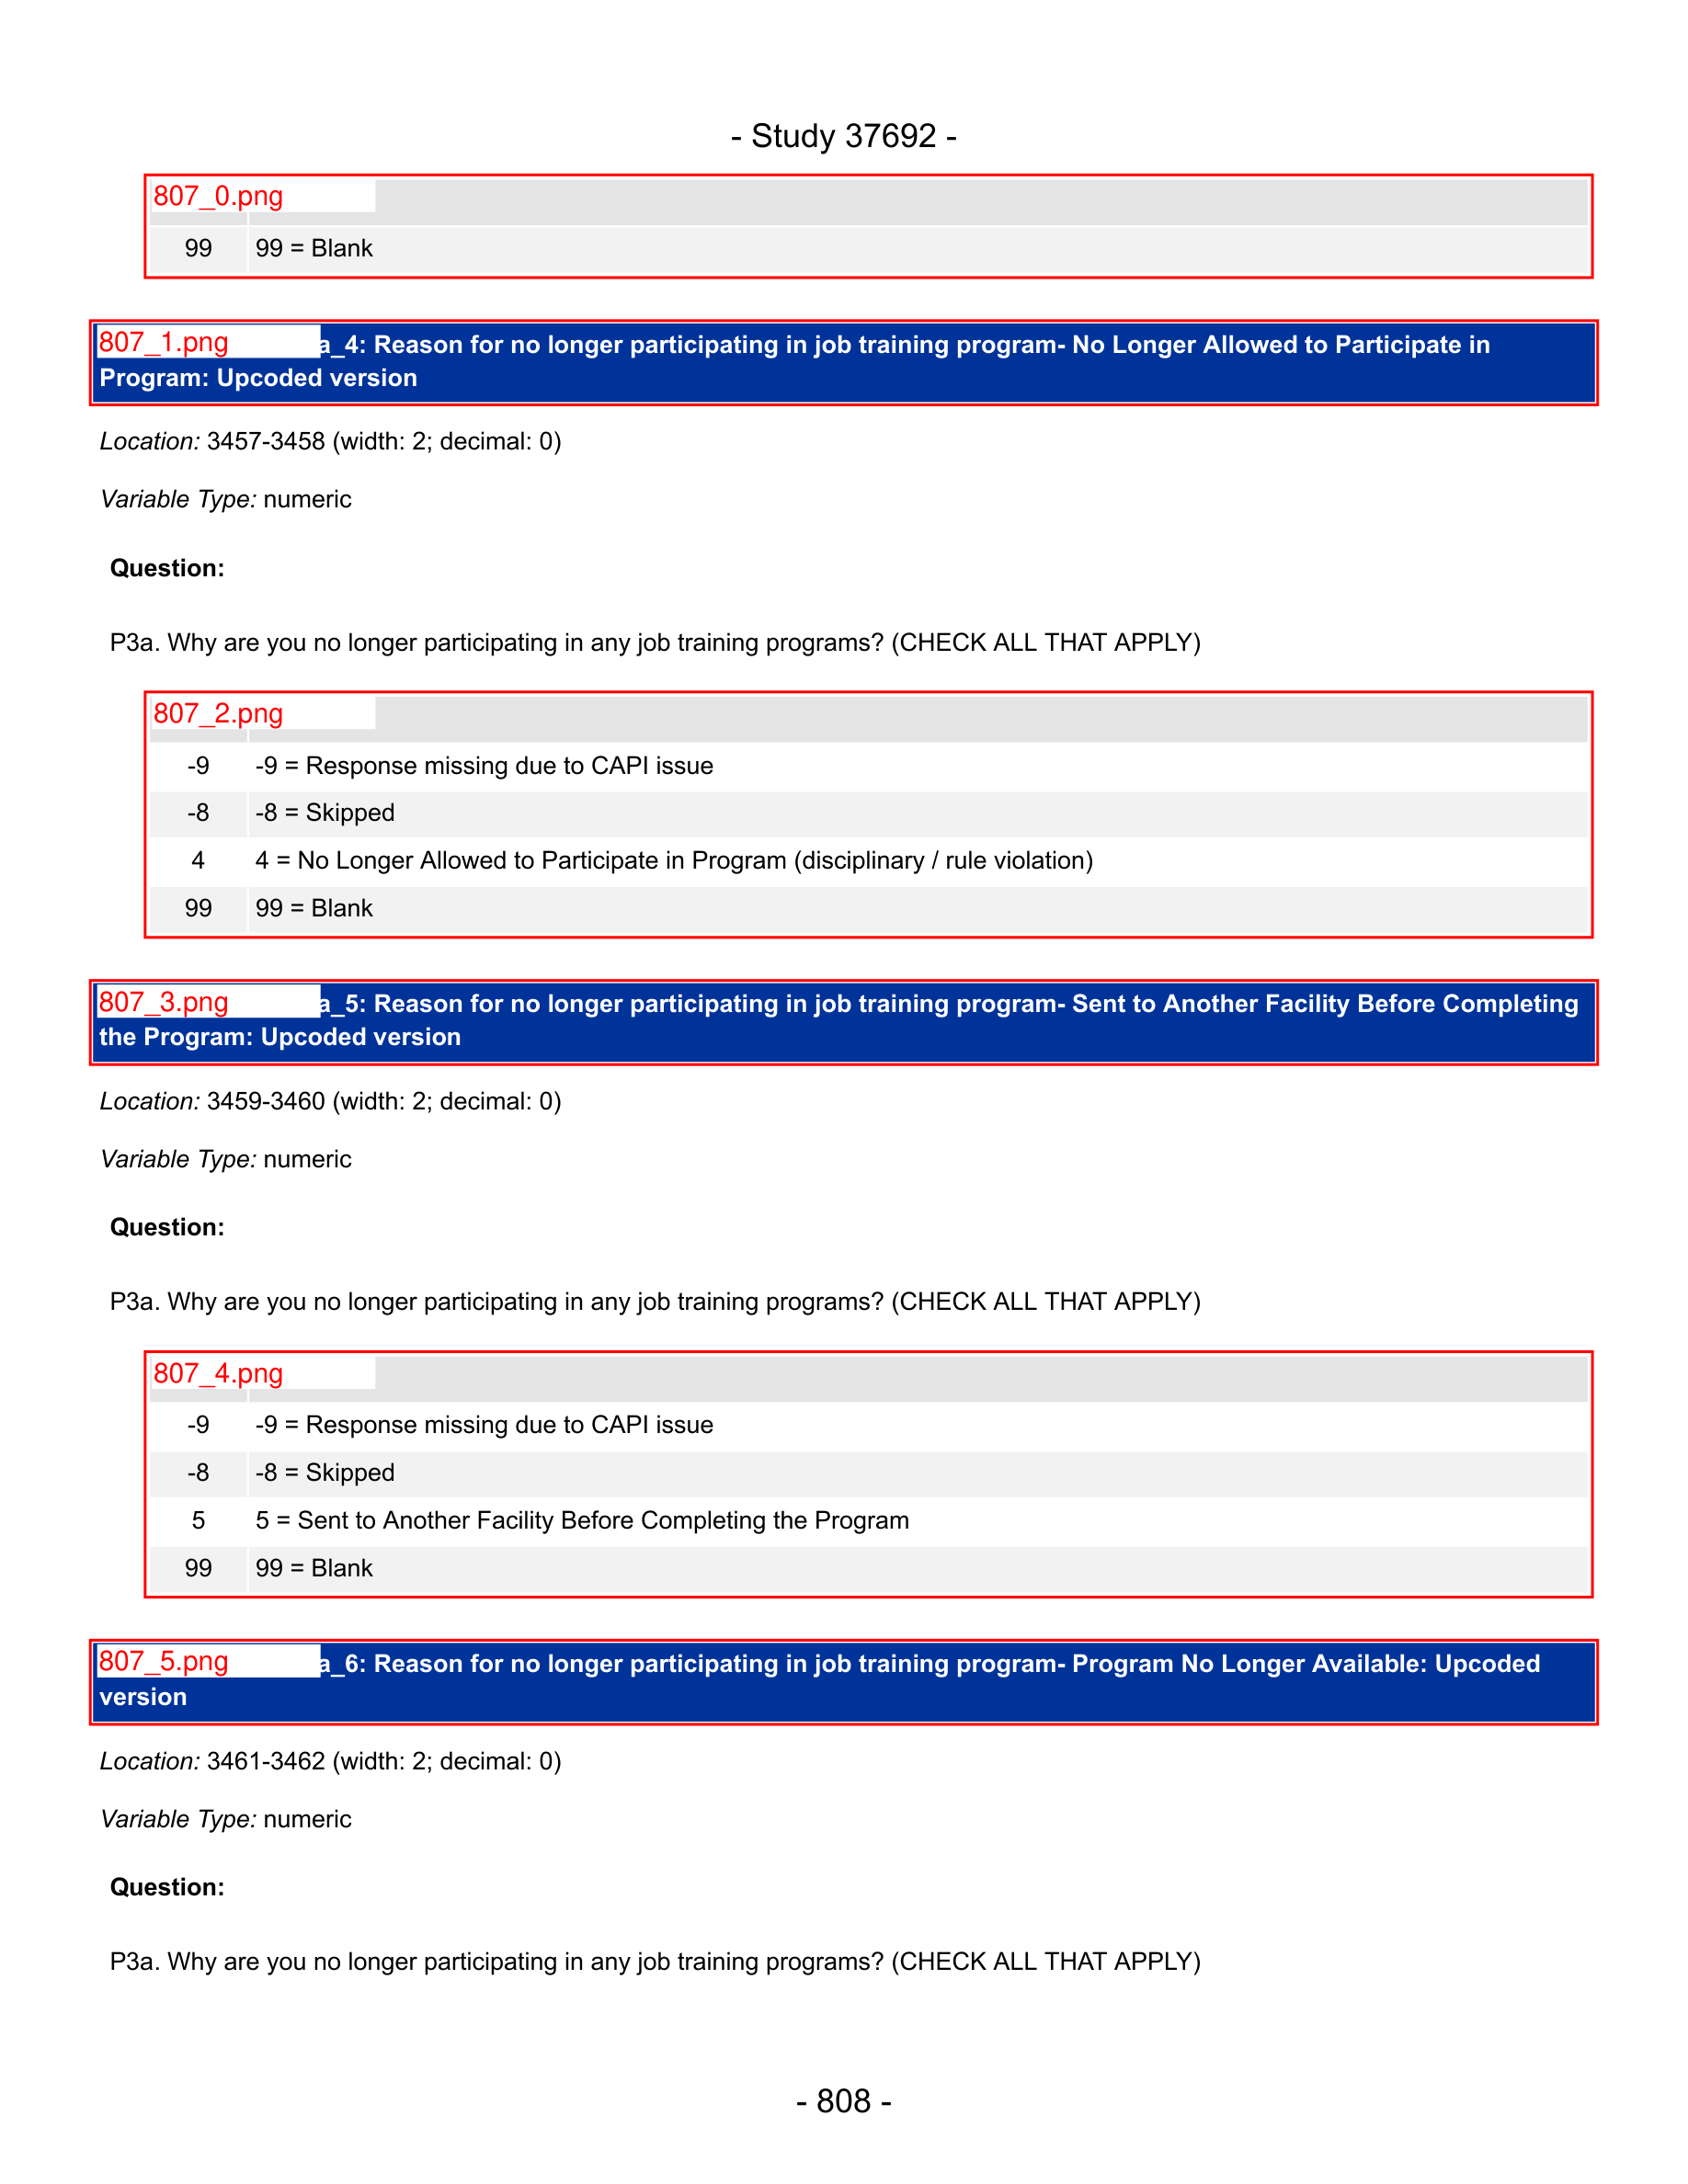 - Study 37692 -
807_0.png
99 99 = Blank
807_1.png a_4: Reason for no longer participating in job training program- No Longer Allowed to Participate in
Program: Upcoded version
Location: 3457-3458 (width: 2; decimal: 0)
Variable Type: numeric
Question:
P3a. Why are you no longer participating in any job training programs? (CHECK ALL THAT APPLY)
807_2.png
-9 -9 = Response missing due to CAPI issue
-8 -8 = Skipped
4 4 = No Longer Allowed to Participate in Program (disciplinary / rule violation)
99 99 = Blank
807_3.png a_5: Reason for no longer participating in job training program- Sent to Another Facility Before Completing
the Program: Upcoded version
Location: 3459-3460 (width: 2; decimal: 0)
Variable Type: numeric
Question:
P3a. Why are you no longer participating in any job training programs? (CHECK ALL THAT APPLY)
807_4.png
-9 -9 = Response missing due to CAPI issue
-8 -8 = Skipped
5 5 = Sent to Another Facility Before Completing the Program
99 99 = Blank
807_5.png a_6: Reason for no longer participating in job training program- Program No Longer Available: Upcoded
version
Location: 3461-3462 (width: 2; decimal: 0)
Variable Type: numeric
Question:
P3a. Why are you no longer participating in any job training programs? (CHECK ALL THAT APPLY)
- 808 -